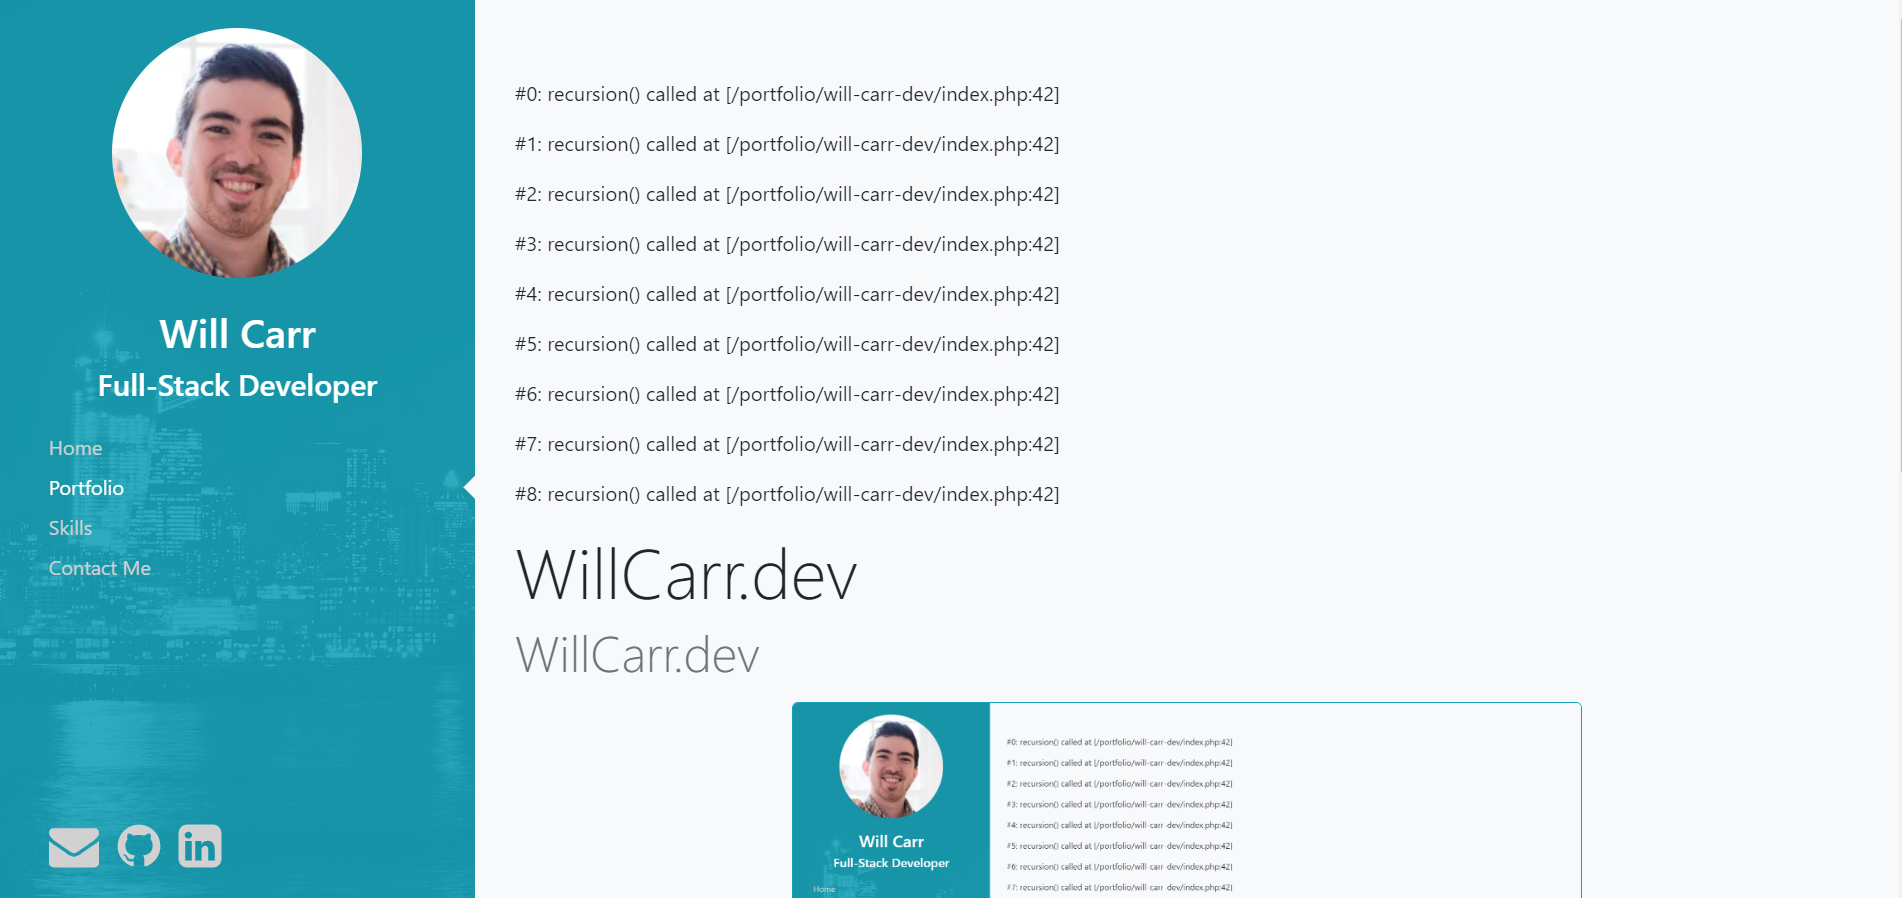 Will Carr
Full-Stack Developer
Home
Portfolio
Skills
Contact Me
in
#0: recursion() called at [/portfolio/will-carr-dev/index.php:42]
#1: recursion() called at [/portfolio/will-carr-dev/index.php:42]
#2: recursion() called at [/portfolio/will-carr-dev/index.php:42]
#3: recursion() called at [/portfolio/will-carr-dev/index.php:42]
#4: recursion() called at [/portfolio/will-carr-dev/index.php:42]
#5: recursion() called at [/portfolio/will-carr-dev/index.php:42]
#6: recursion() called at [/portfolio/will-carr-dev/index.php:42]
#7: recursion() called at [/portfolio/will-carr-dev/index.php:42]
#8: recursion() called at [/portfolio/will-carr-dev/index.php:42]
WillCarr.dev
WillCarr.dev
Will Carr
Full-Stack Developer
Home
#0: recursion() called at [/portfolio/will-carr-dev/index.php:42]
#1: recursion() called at [/portfolio/will-carr-dev/index.php:42]
#2: recursion() called at [/portfolio/will-carr-dev/index.php:42]
#3: recursion() called at [/portfolio/will-carr-dev/index.php:42]
#4: recursion() called at [/portfolio/will-carr-dev/index.php:42]
#5: recursion() called at [/portfolio/will-carr-dev/index.php:42]
#6: recursion() called at [/portfolio/will-carr-dev/index.php:42]
#7: recursion() called at [/portfolio/will-carr-dev/index.php:42]